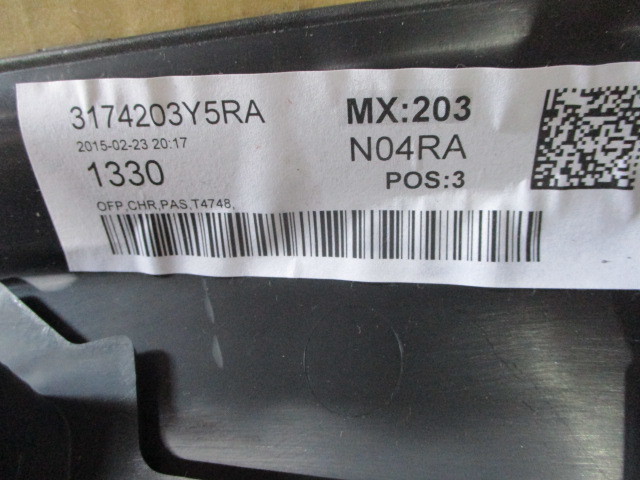 3174203Y5RA
2015-02-23 20:17
1330
OFP,CHR,PAS,T4748,
MX:203
N04RA
POS:3